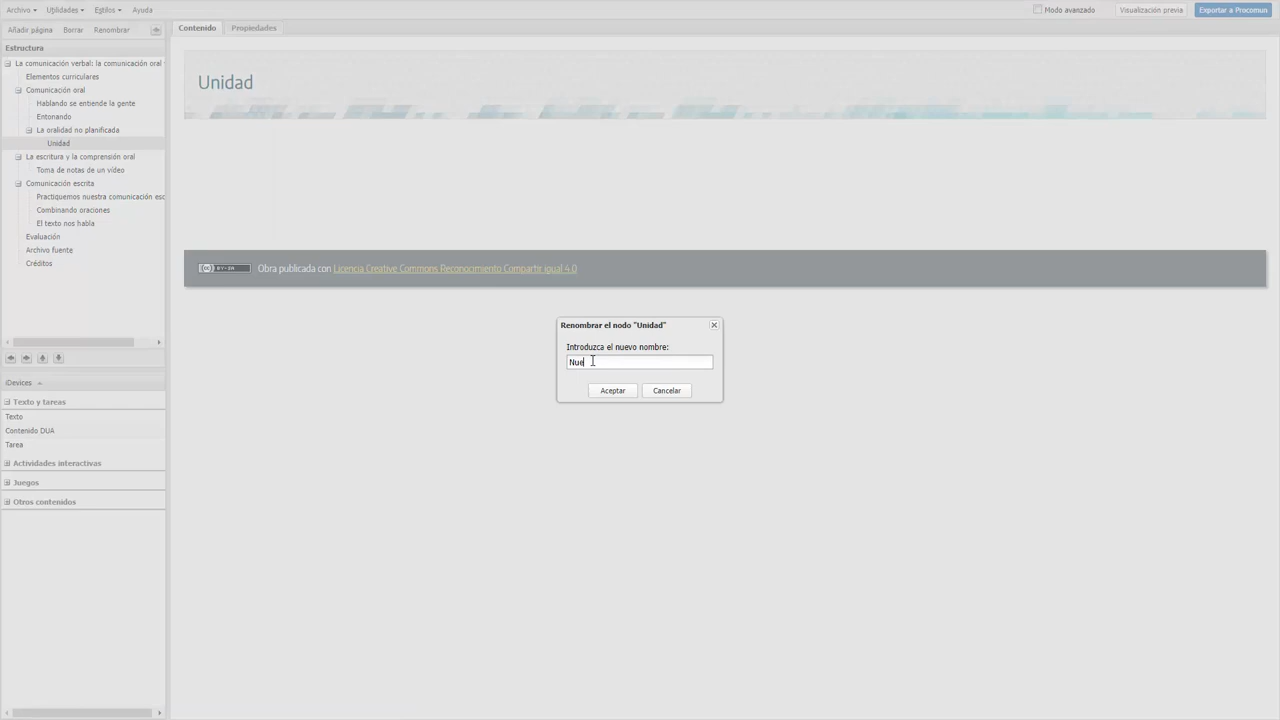 Archivo Utilidades Estilos Ayuda
Modo avanzado Visualización previa Exportar a Procomun
Añadir página Borrar Renombrar
Contenido Propiedades
Estructura
La comunicación verbal: la comunicación oral
Elementos curriculares
Comunicación oral
Hablando se entiende la gente
Entonando
La oralidad no planificada
Unidad
La escritura y la comprensión oral
Toma de notas de un vídeo
Comunicación escrita
Practiquemos nuestra comunicación esc
Combinando oraciones
El texto nos habla
Evaluación
Archivo fuente
Créditos
iDevices
Texto y tareas
Texto
Contenido DUA
Tarea
Actividades interactivas
Juegos
Otros contenidos
Unidad
cc BY-SA Obra publicada con Licencia Creative Commons Reconocimiento Compartir igual 4.0
Renombrar el nodo "Unidad"
Introduzca el nuevo nombre:
Nue
Aceptar Cancelar